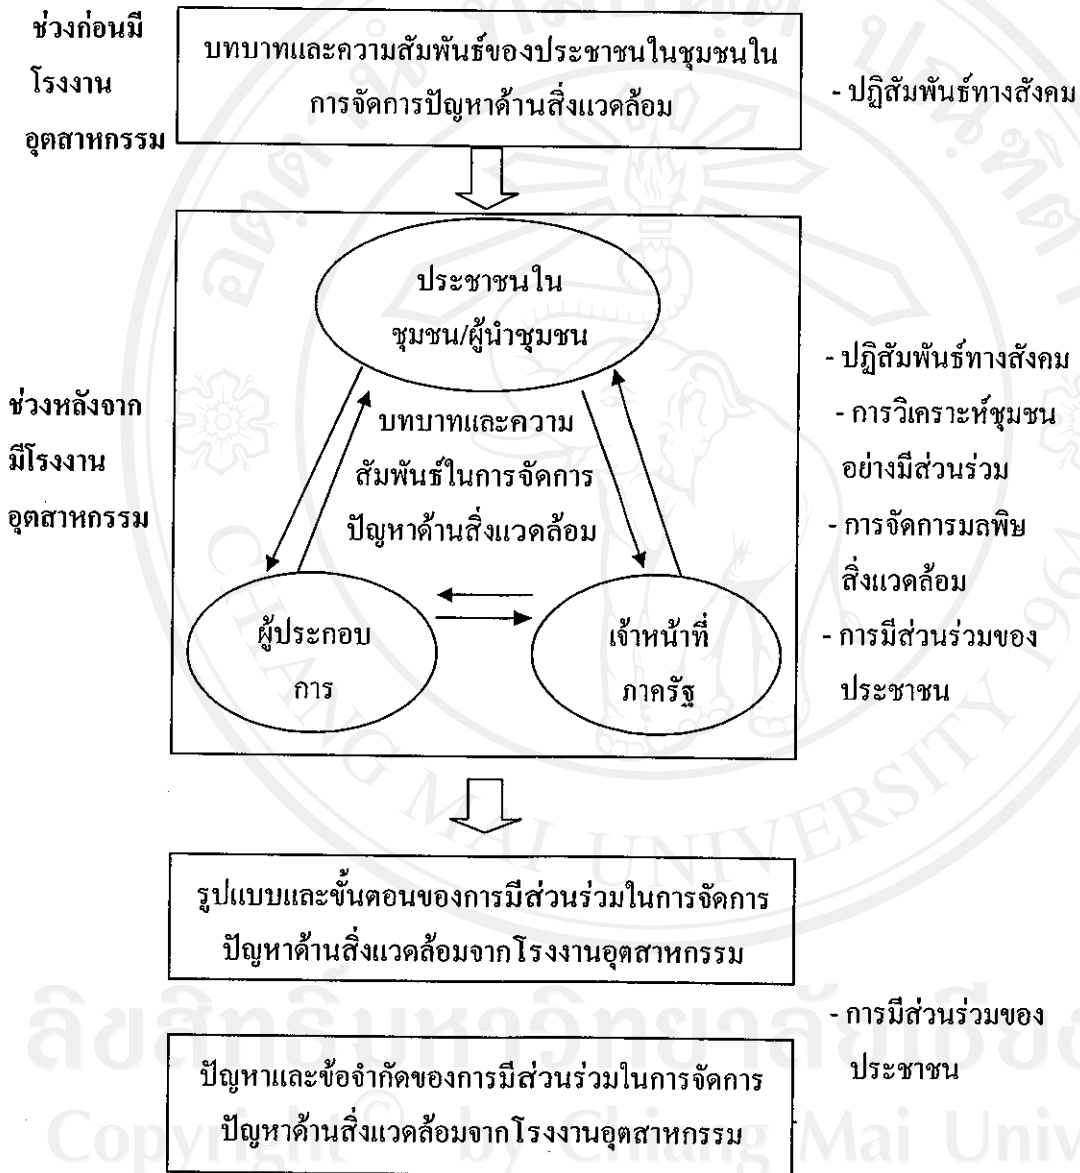 ช่วงก่อนมี
โรงงาน
อุตสาหกรรม
บทบาทและความสัมพันธ์ของประชาชนในชุมชนใน
การจัดการปัญหาด้านสิ่งแวดล้อม
- ปฏิสัมพันธ์ทางสังคม
ช่วงหลังจาก
มีโรงงาน
อุตสาหกรรม
ประชาชนใน
ชุมชน/ผู้นำชุมชน
บทบาทและความ
สัมพันธ์ในการจัดการ
ปัญหาด้านสิ่งแวดล้อม
ผู้ประกอบ
การ
เจ้าหน้าที่
ภาครัฐ
- ปฏิสัมพันธ์ทางสังคม
- การวิเคราะห์ชุมชน
อย่างมีส่วนร่วม
- การจัดการมลพิษ
สิ่งแวดล้อม
- การมีส่วนร่วมของ
ประชาชน
รูปแบบและขั้นตอนของการมีส่วนร่วมในการจัดการ
ปัญหาด้านสิ่งแวดล้อมจากโรงงานอุตสาหกรรม
ปัญหาและข้อจำกัดของการมีส่วนร่วมในการจัดการ
ปัญหาด้านสิ่งแวดล้อมจากโรงงานอุตสาหกรรม
- การมีส่วนร่วมของ
ประชาชน
CHIANG MAI UNIVERSITY 1964
ลิขสิทธิ์มหาวิทยาลัยเชีย
Copyright © by Chiang Mai Univ